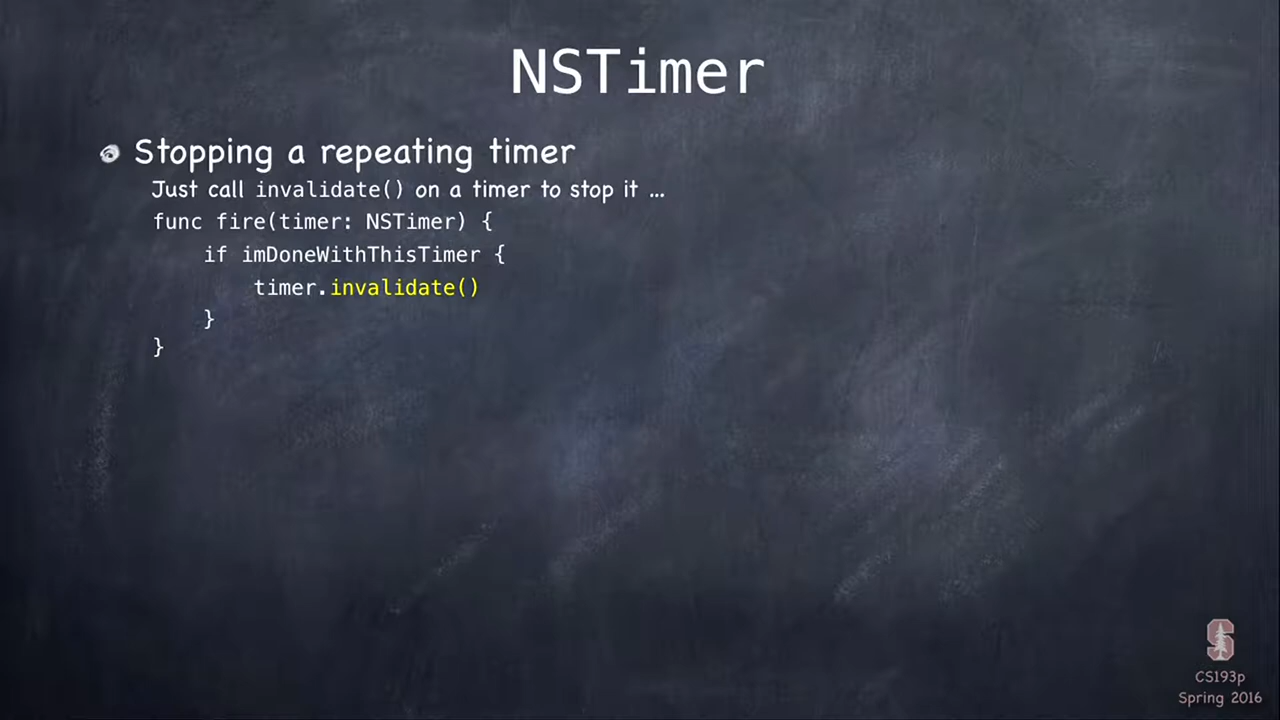 NSTimer
Stopping a repeating timer
Just call invalidate() on a timer to stop it ...
func fire(timer: NSTimer) {
    if imDoneWithThisTimer {
        timer.invalidate()
    }
}
S
CS193p
Spring 2016